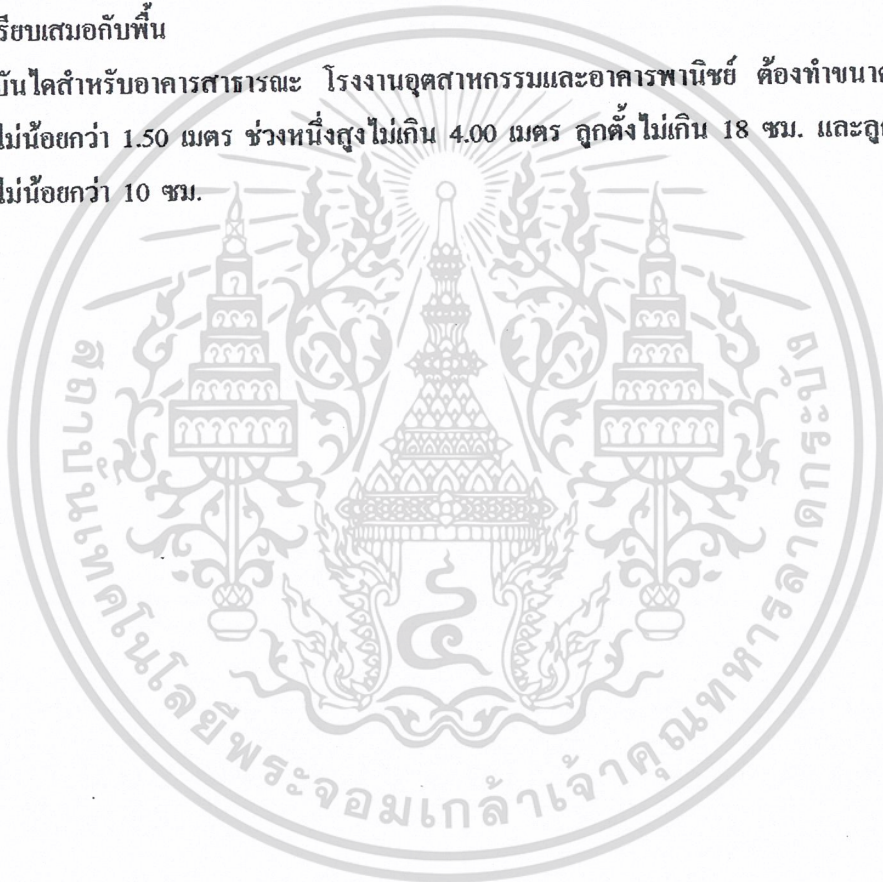 รียบเสมอกับพื้น
บันไดสำหรับอาคารสาธารณะ โรงงานอุตสาหกรรมและอาคารพานิชย์ ต้องทำขนาด
ไม่น้อยกว่า 1.50 เมตร ช่วงหนึ่งสูงไม่เกิน 4.00 เมตร ลูกตั้งไม่เกิน 18 ซม. และลูก
ไม่น้อยกว่า 10 ซม.
สถาบันเทคโนโลยีพระจอมเกล้าเจ้าคุณทหารลาดกระบัง